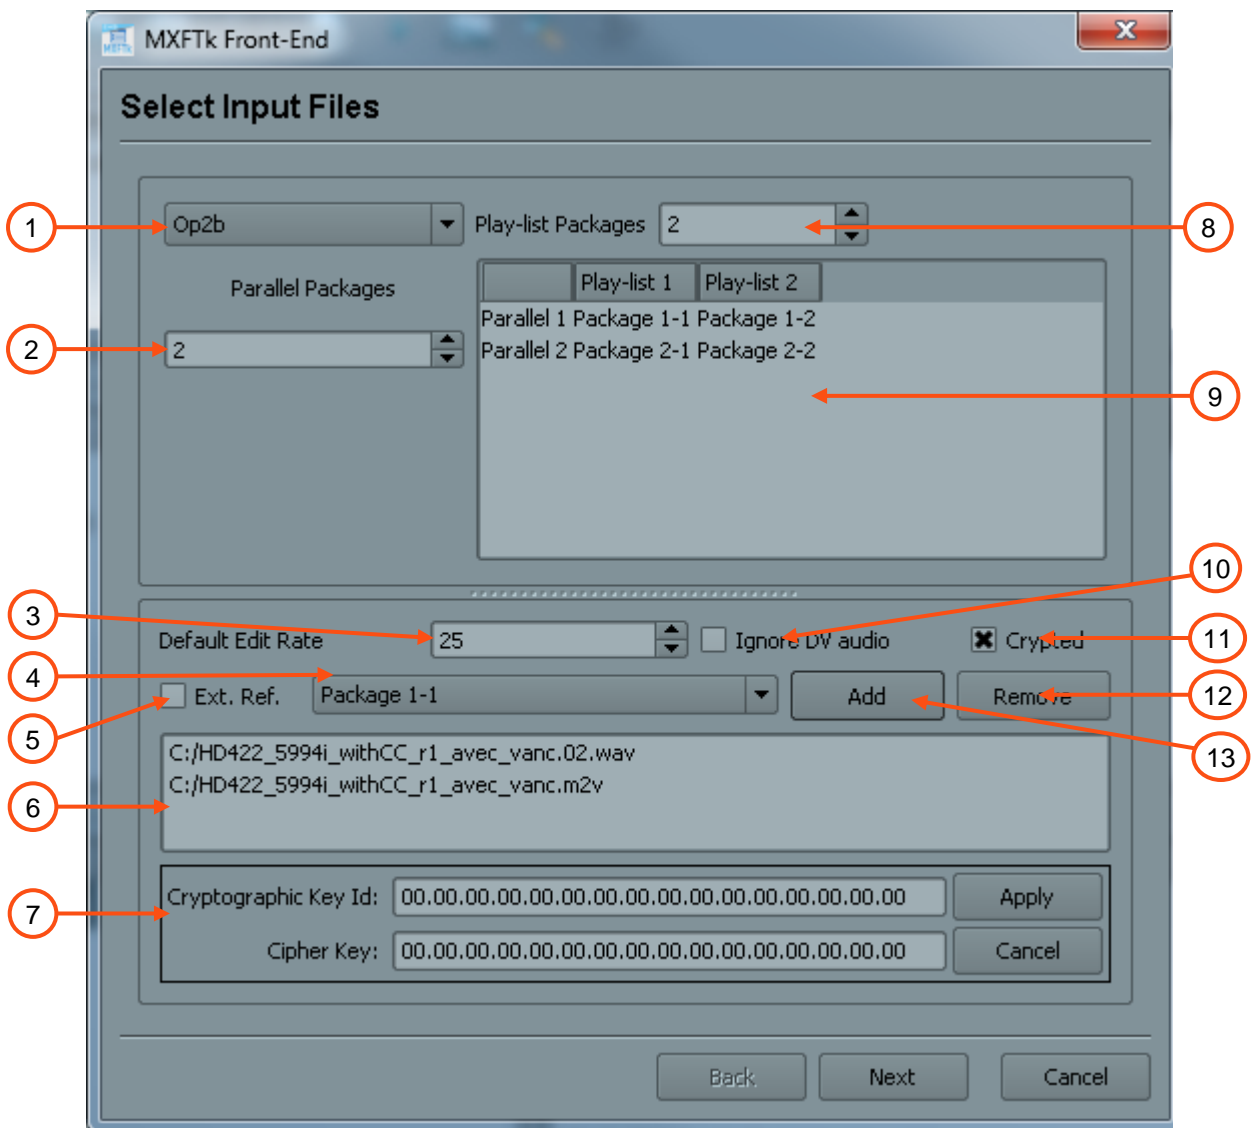 MXFTk Front-End
X
Select Input Files
1
Op2b
Play-list Packages
2
8
Parallel Packages
Play-list 1
Play-list 2
Parallel 1 Package 1-1 Package 1-2
2
2
Parallel 2 Package 2-1 Package 2-2
9
10
3
Default Edit Rate
25
Ignore DV audio
Crypted
11
4
Ext. Ref.
Package 1-1
Add
Remove
12
5
C:/HD422_5994i_withCC_r1_avec_vanc.02.wav
13
C:/HD422_5994i_withCC_r1_avec_vanc.m2v
6
Cryptographic Key Id:
00.00.00.00.00.00.00.00.00.00.00.00.00.00.00.00
Apply
7
Cipher Key:
00.00.00.00.00.00.00.00.00.00.00.00.00.00.00.00
Cancel
Back
Next
Cancel